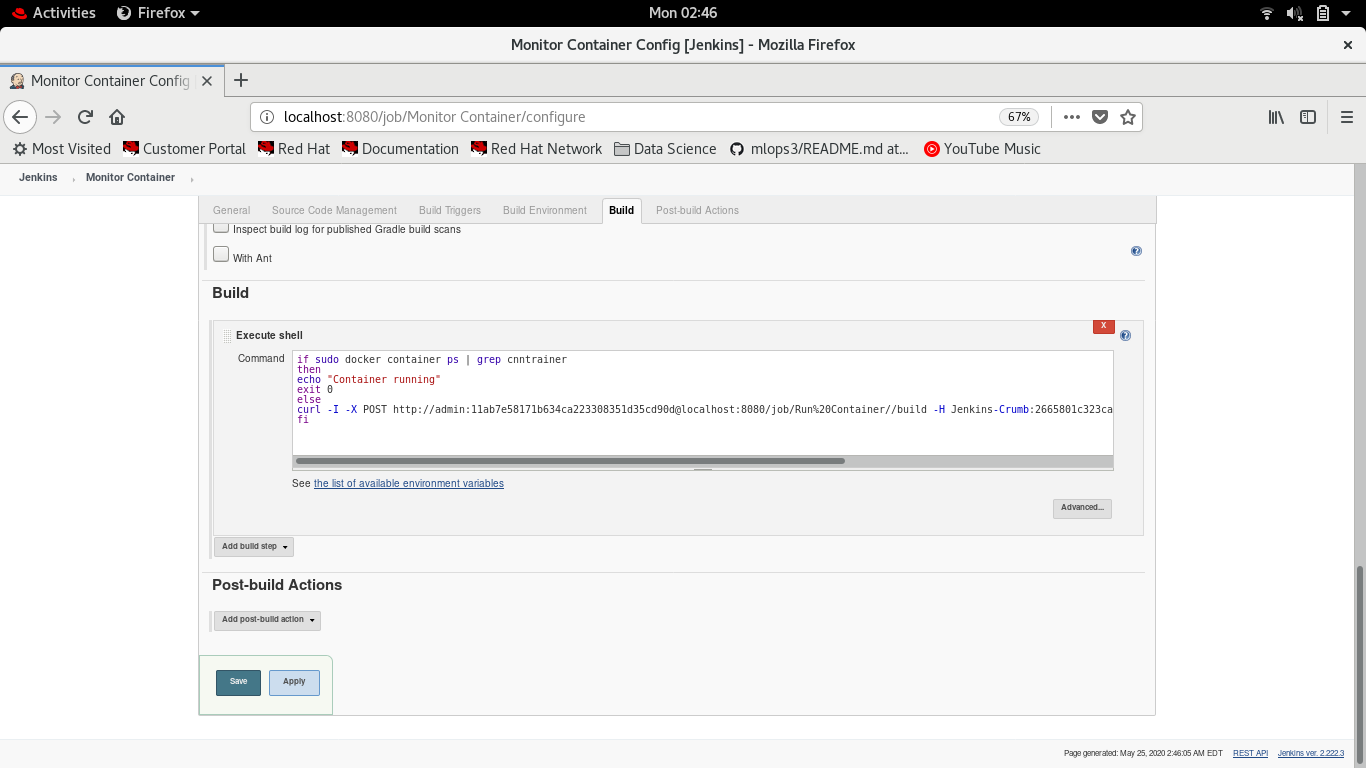 Activities Firefox Mon 02:46
Monitor Container Config [Jenkins] - Mozilla Firefox
Monitor Container Config
localhost:8080/job/Monitor Container/configure 67%
Most Visited Customer Portal Red Hat Documentation Red Hat Network Data Science mlops3/README.md at... YouTube Music
Jenkins Monitor Container
General Source Code Management Build Triggers Build Environment Build Post-build Actions
Inspect build log for published Gradle build scans
With Ant
Build
Execute shell
X
Command
if sudo docker container ps | grep cnntrainer
then
echo "Container running"
exit 0
else
curl -I -X POST http://admin:11ab7e58171b634ca223308351d35cd90d@localhost:8080/job/Run%20Container//build -H Jenkins-Crumb:2665801c323ca
fi
See the list of available environment variables
Advanced...
Add build step
Post-build Actions
Add post-build action
Save Apply
Page generated: May 25, 2020 2:46:05 AM EDT REST API Jenkins ver. 2.222.3